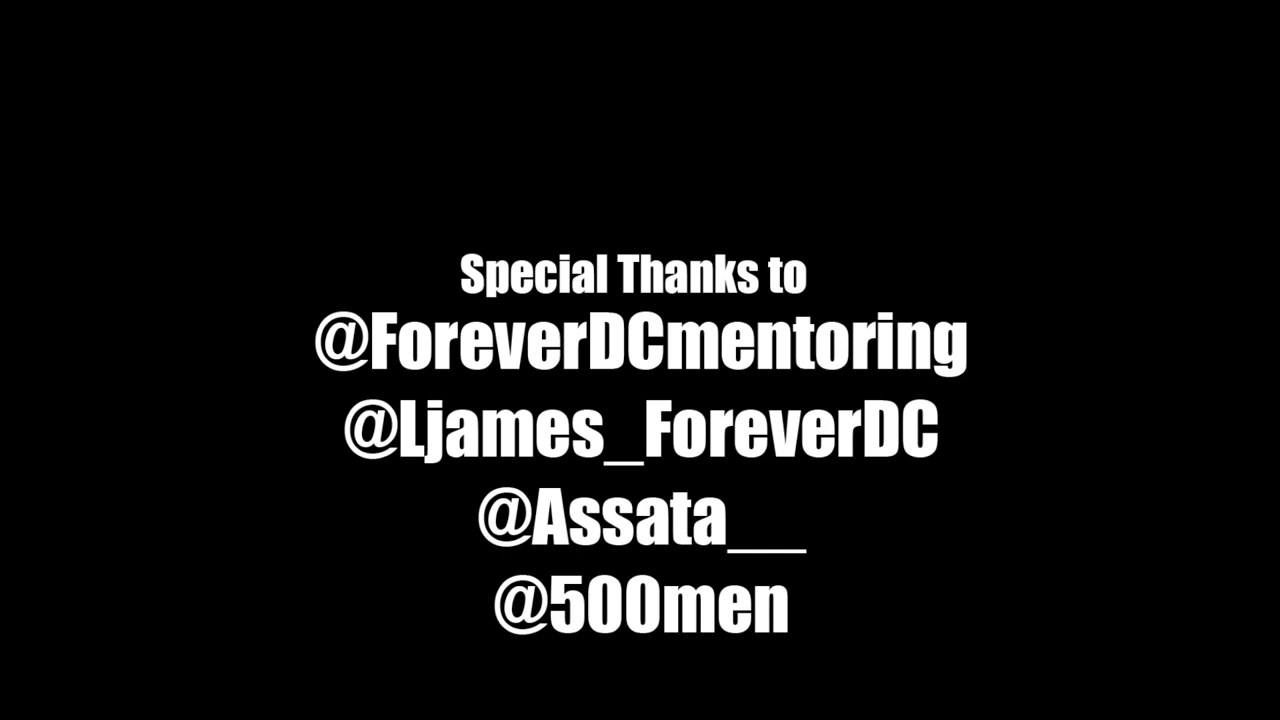 Special Thanks to
@ForeverDCmentoring
@Ljames_ForeverDC
@Assata__
@500men